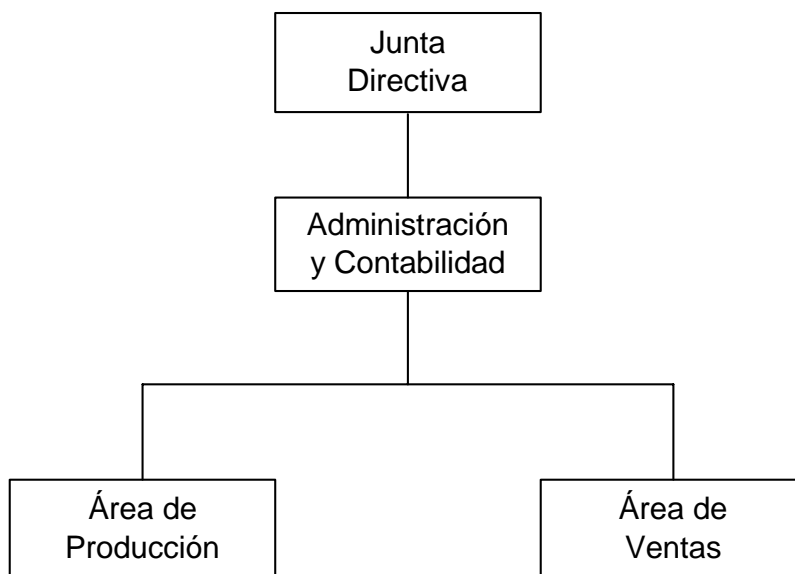 Junta
Directiva
Administración
y Contabilidad
Área de
Producción
Área de
Ventas